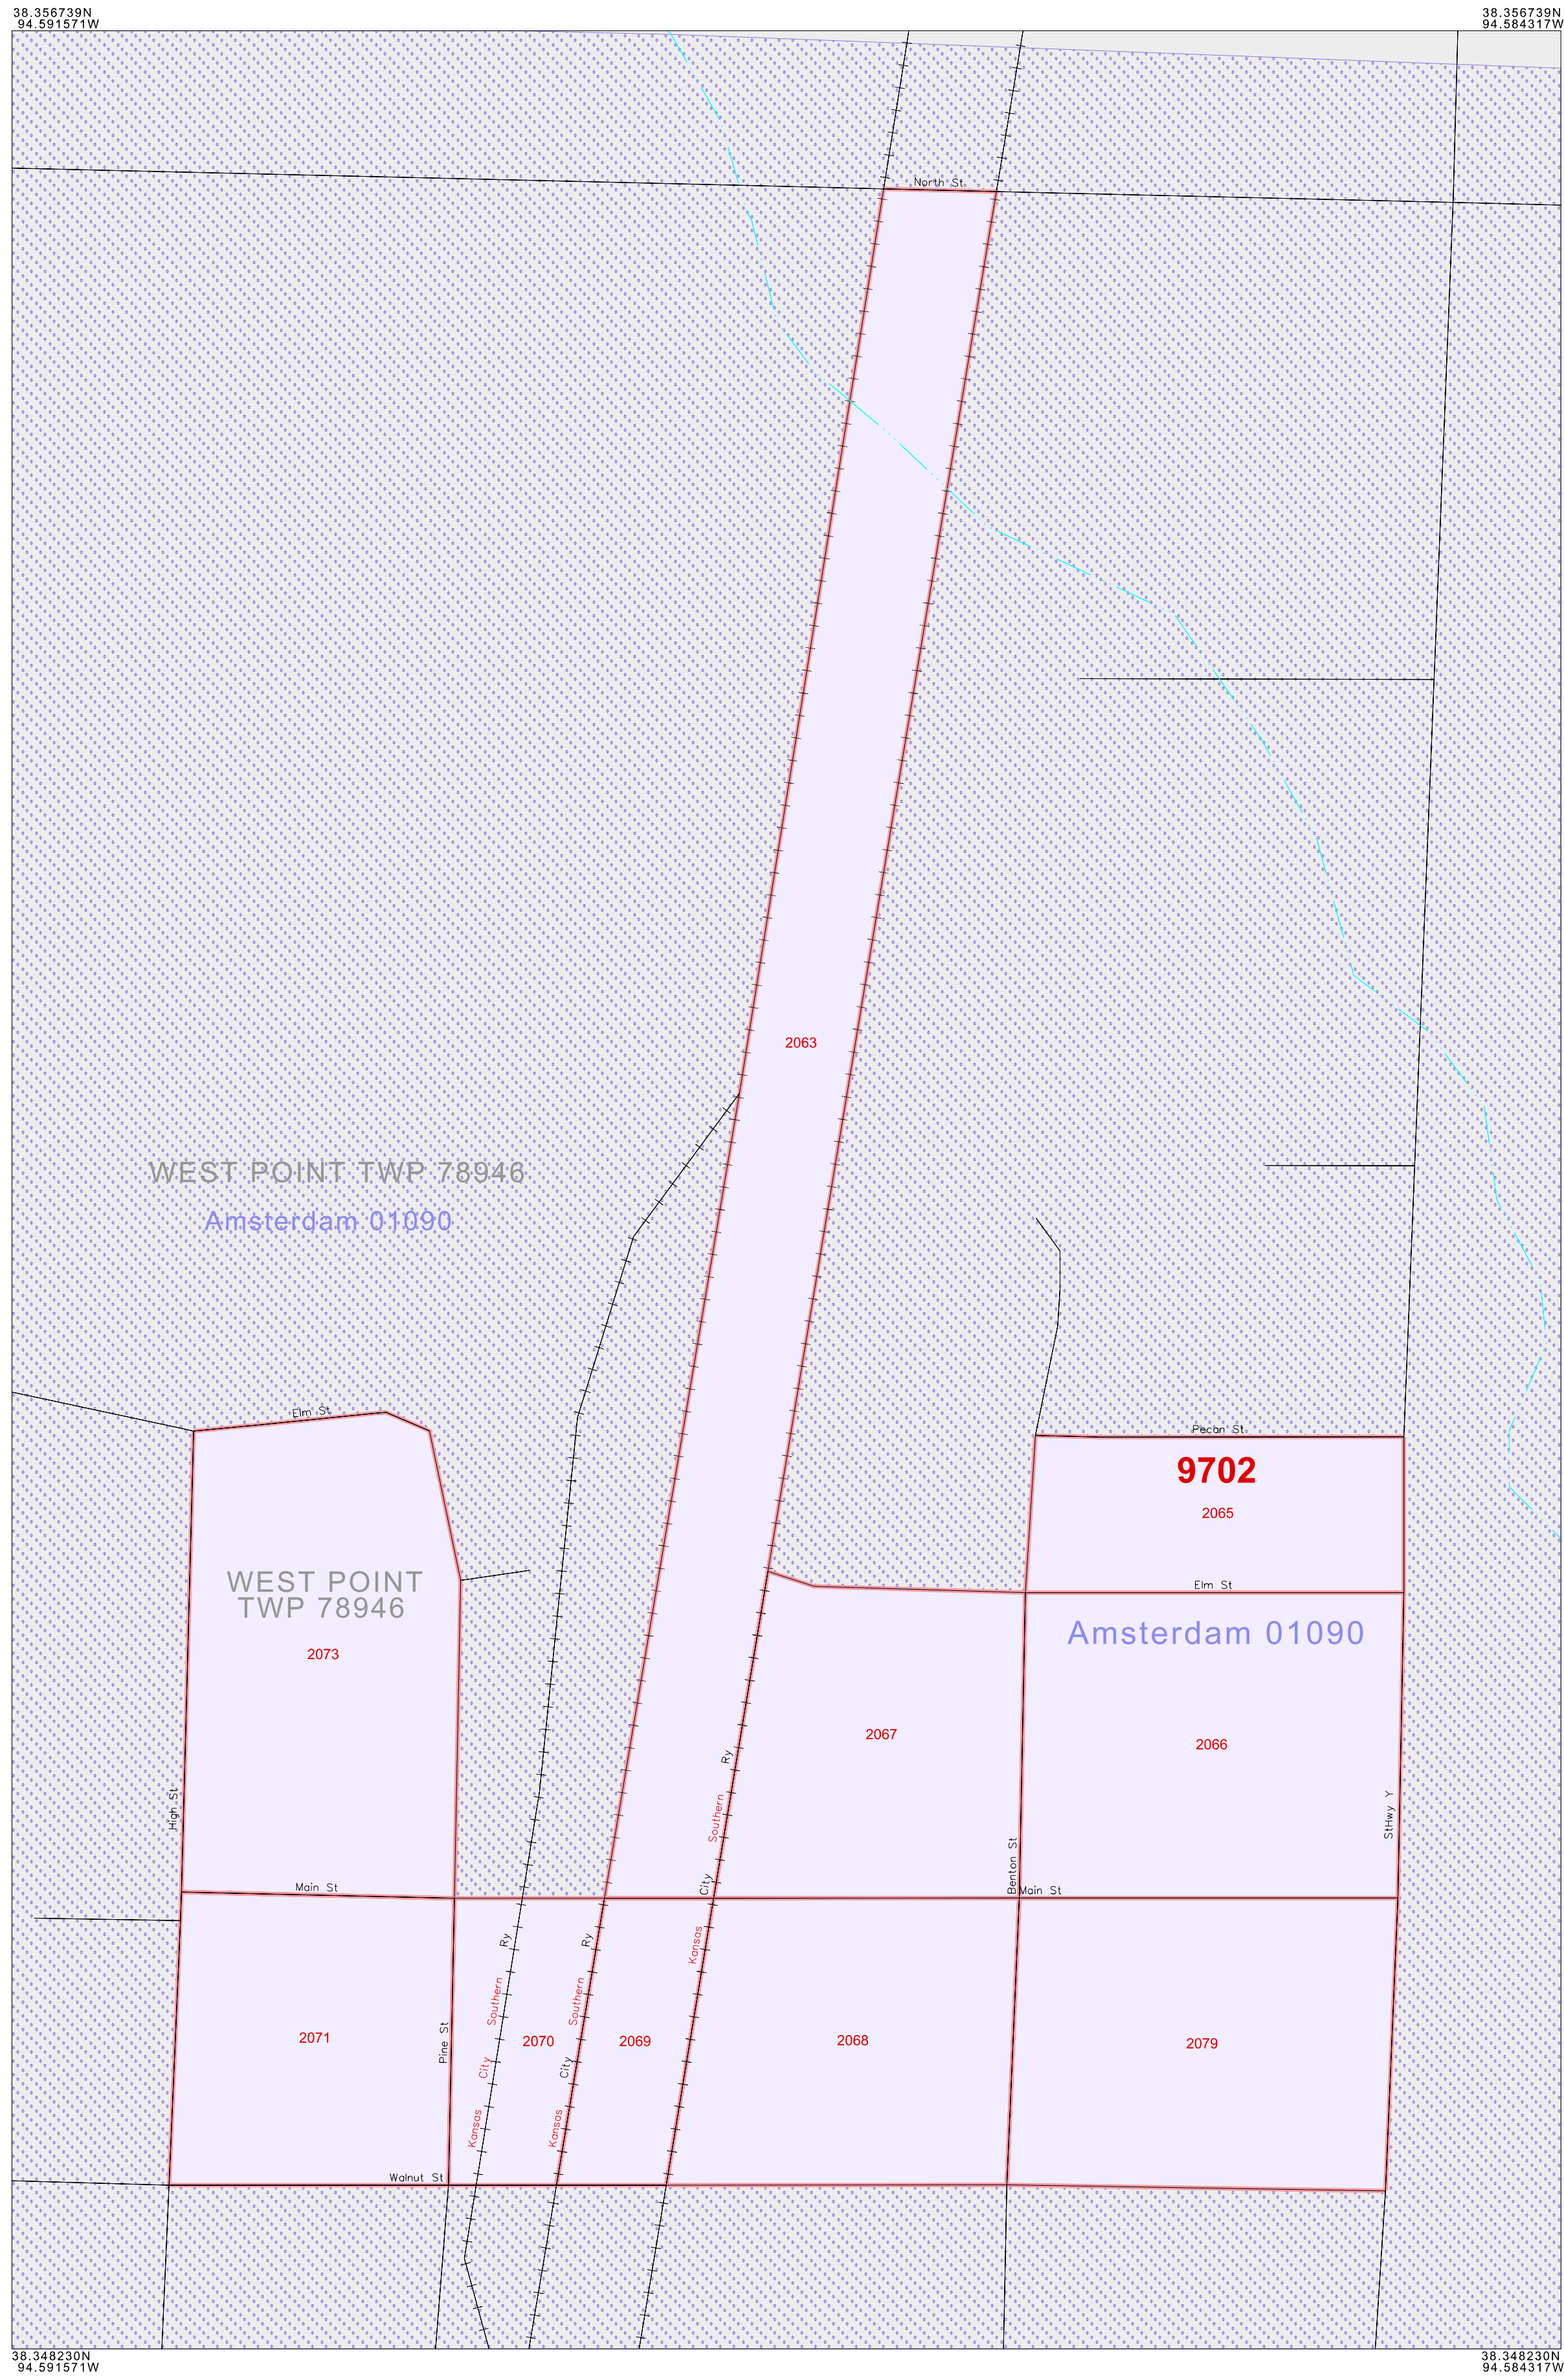 38.356739N
94.591571W
38.356739N
94.584317W
North St
2063
WEST POINT TWP 78946
Amsterdam 01090
Elm St
Pecan St
9702
2065
WEST POINT
TWP 78946
Elm St
Amsterdam 01090
2073
2067
2066
High St
Kansas City Southern Ry
Benton St
StHwy Y
Main St
Main St
Kansas City Southern Ry
Kansas City Southern Ry
2071
Pine St
2070
2069
2068
2079
Walnut St
38.348230N
94.591571W
38.348230N
94.584317W